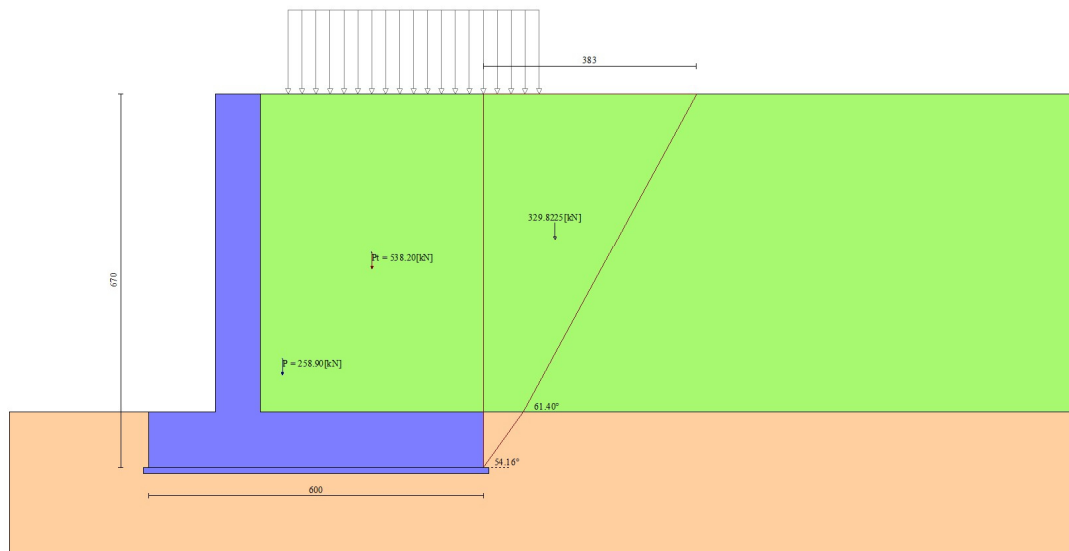 383
329.8225[kN]
Pt = 538.20[kN]
670
P = 258.90[kN]
61.40°
54.16°
600